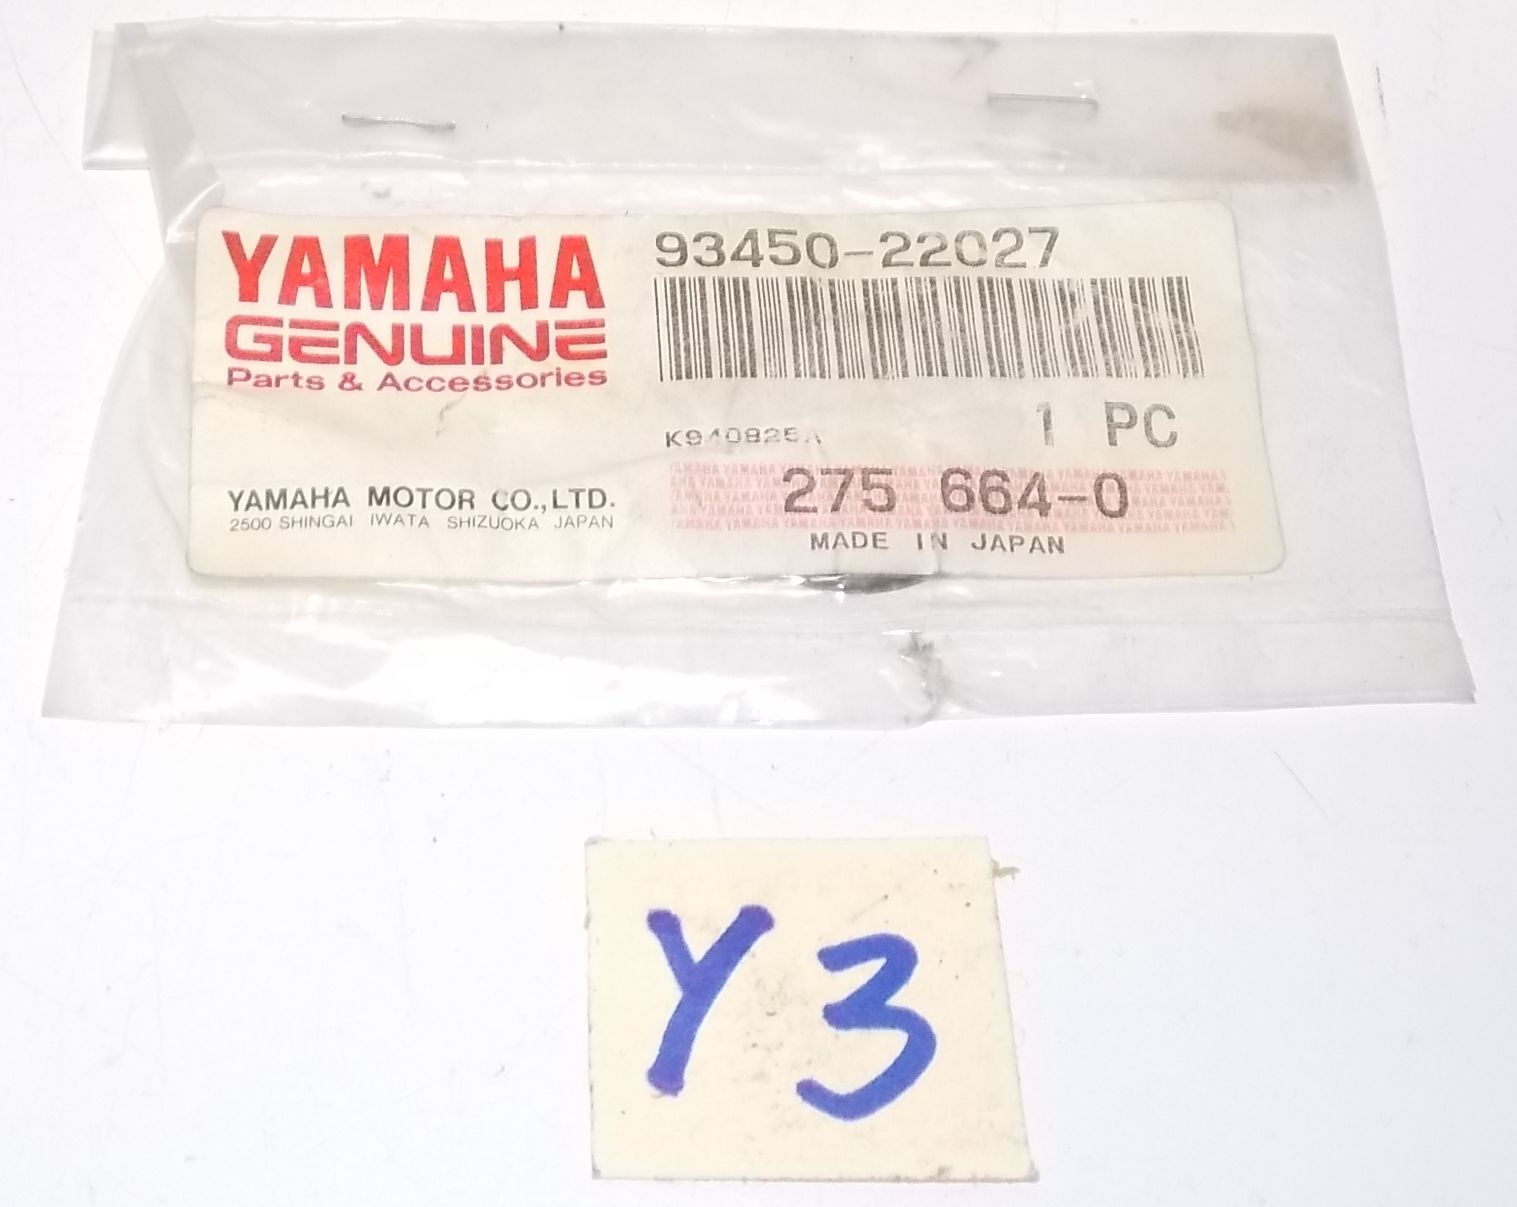 YAMAHA
GENUINE
Parts & Accessories
YAMAHA MOTOR CO.,LTD.
2500 SHINGAI IWATA SHIZUOKA JAPAN
93450-22027
1 PC
K940825A
275 664-0
MADE IN JAPAN
Y3